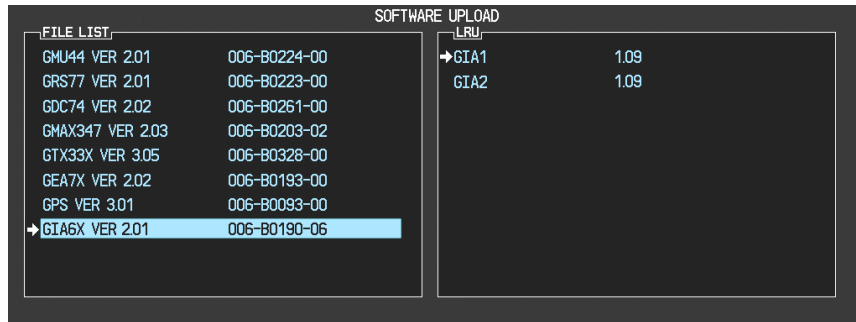 SOFTWARE UPLOAD
FILE LIST
GMU44 VER 2.01 006-B0224-00
GRS77 VER 2.01 006-B0223-00
GDC74 VER 2.02 006-B0261-00
GMAX347 VER 2.03 006-B0203-02
GTX33X VER 3.05 006-B0328-00
GEA7X VER 2.02 006-B0193-00
GPS VER 3.01 006-B0093-00
GIA6X VER 2.01 006-B0190-06
LRU
GIA1 1.09
GIA2 1.09